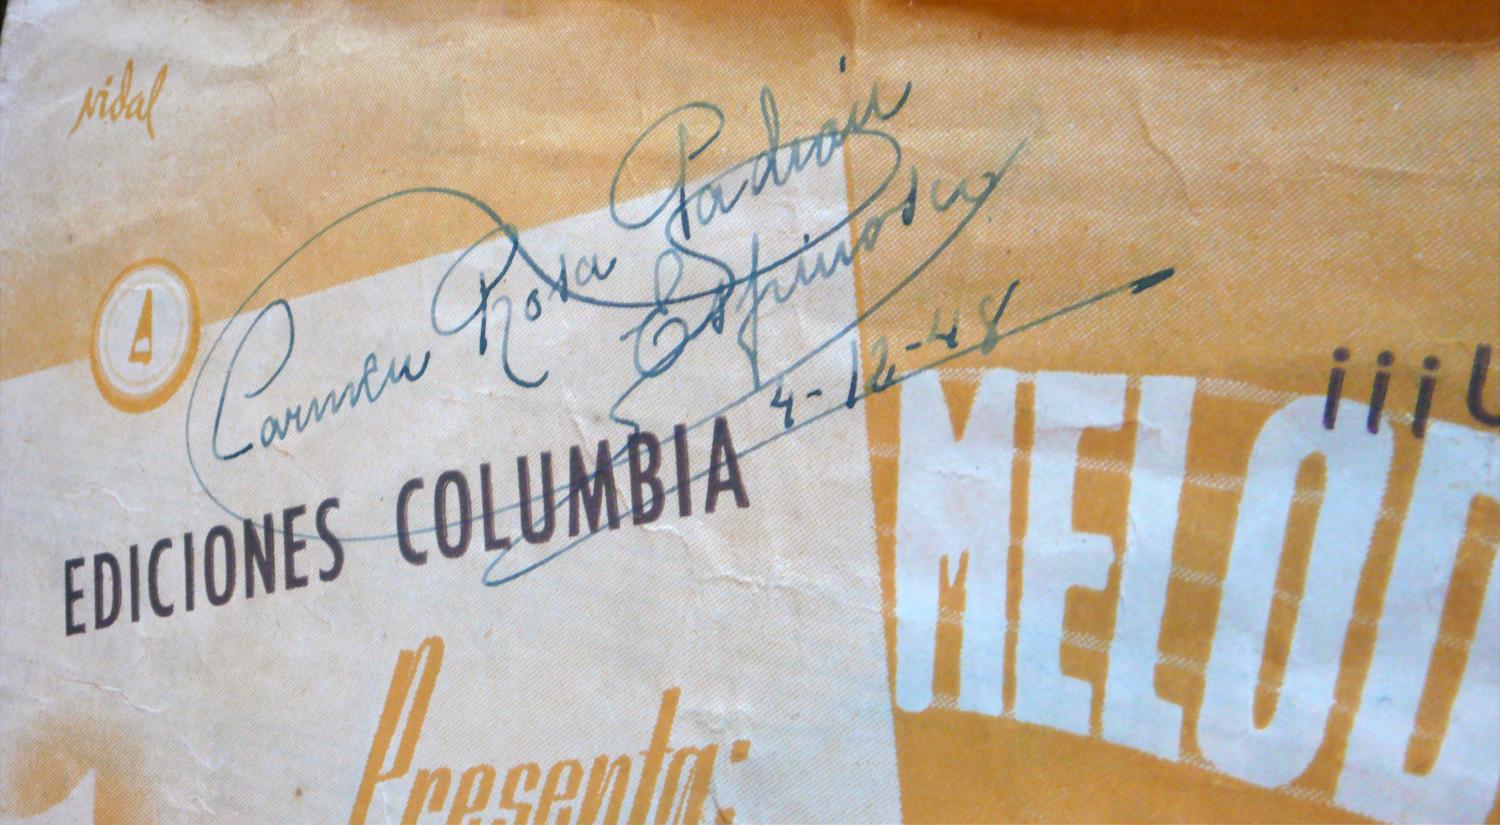 vidal
Carmen Rosa Padrón
Espinosa
4-12-48
EDICIONES COLUMBIA
Presenta:
¡¡¡U
MELOD